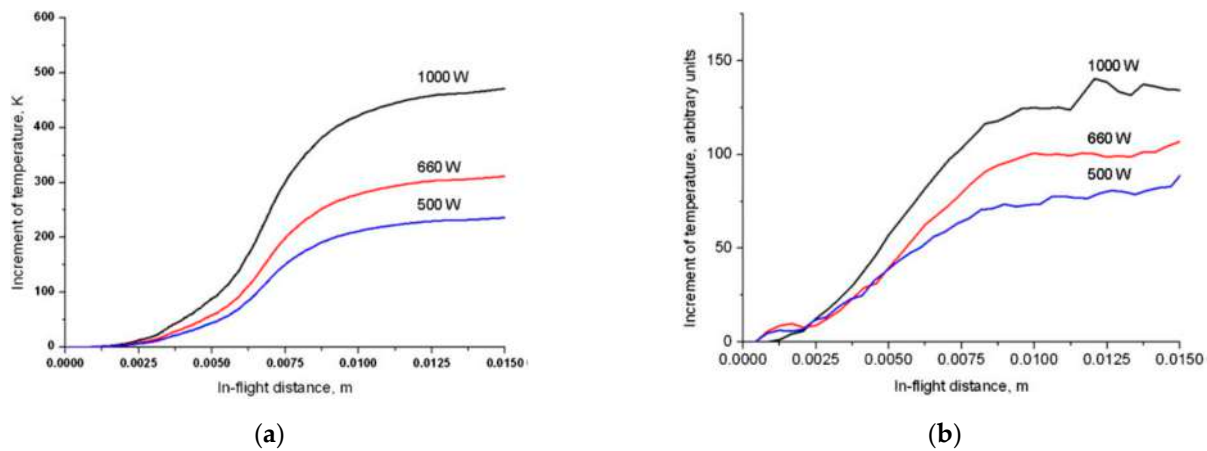 600
500
400
300
200
100
0
Increment of temperature, K
1000 W
660 W
500 W
0.0000 0.0025 0.0050 0.0075 0.0100 0.0125 0.0150
In-flight distance, m
(a)
150
100
50
0
Increment of temperature, arbitrary units
1000 W
660 W
500 W
0.0000 0.0025 0.0050 0.0075 0.0100 0.0125 0.0150
In-flight distance, m
(b)